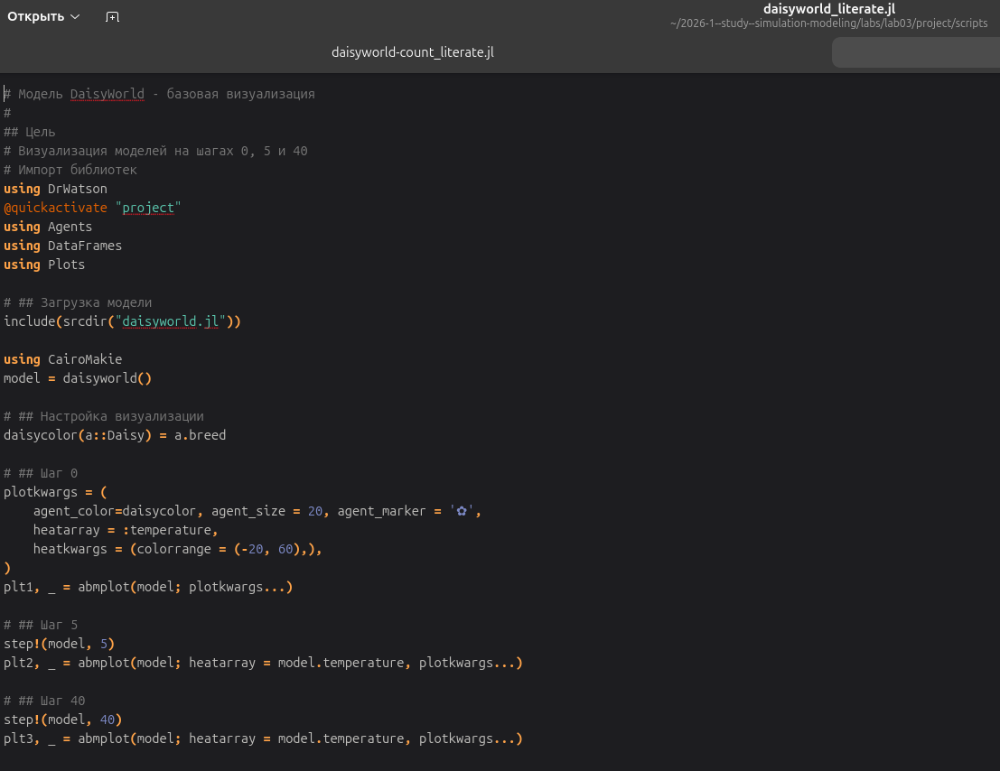 Открыть
daisyworld_literate.jl
~/2026-1--study--simulation-modeling/labs/lab03/project/scripts
daisyworld-count_literate.jl
# Модель DaisyWorld - базовая визуализация
#
## Цель
# Визуализация моделей на шагах 0, 5 и 40
# Импорт библиотек
using DrWatson
@quickactivate "project"
using Agents
using DataFrames
using Plots
# ## Загрузка модели
include(srcdir("daisyworld.jl"))
using CairoMakie
model = daisyworld()
# ## Настройка визуализации
daisycolor(a::Daisy) = a.breed
# ## Шаг 0
plotkwargs = (
    agent_color=daisycolor, agent_size = 20, agent_marker = '✿',
    heatarray = :temperature,
    heatkwargs = (colorrange = (-20, 60),),
)
plt1, _ = abmplot(model; plotkwargs...)
# ## Шаг 5
step!(model, 5)
plt2, _ = abmplot(model; heatarray = model.temperature, plotkwargs...)
# ## Шаг 40
step!(model, 40)
plt3, _ = abmplot(model; heatarray = model.temperature, plotkwargs...)